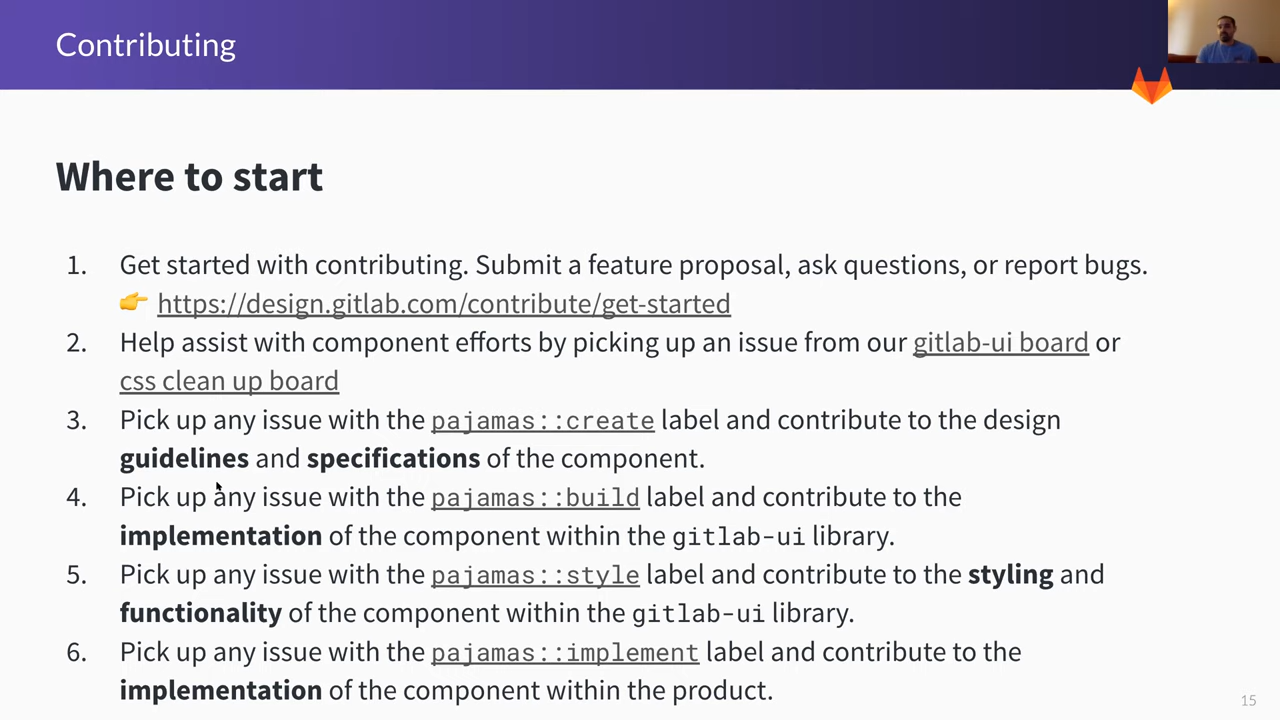 Contributing
Where to start
1. Get started with contributing. Submit a feature proposal, ask questions, or report bugs.
👉 https://design.gitlab.com/contribute/get-started
2. Help assist with component efforts by picking up an issue from our gitlab-ui board or
css clean up board
3. Pick up any issue with the pajamas::create label and contribute to the design
guidelines and specifications of the component.
4. Pick up any issue with the pajamas::build label and contribute to the
implementation of the component within the gitlab-ui library.
5. Pick up any issue with the pajamas::style label and contribute to the styling and
functionality of the component within the gitlab-ui library.
6. Pick up any issue with the pajamas::implement label and contribute to the
implementation of the component within the product.
15